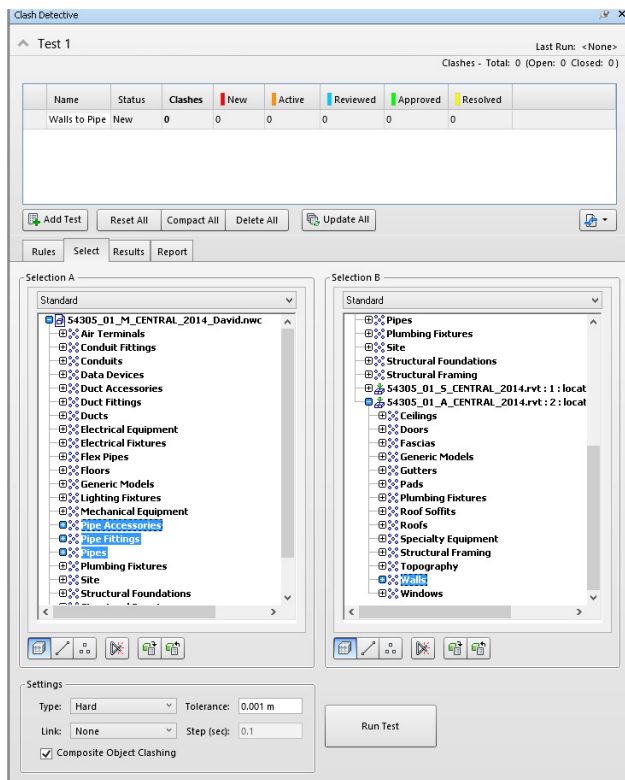 Clash Detective
Test 1
Last Run: <None>
Clashes - Total: 0 (Open: 0 Closed: 0)
Name Status Clashes New Active Reviewed Approved Resolved
Walls to Pipe New 0 0 0 0 0 0
Add Test Reset All Compact All Delete All Update All
Rules Select Results Report
Selection A
Standard
54305_01_M_CENTRAL_2014_David.nwc
Air Terminals
Conduit Fittings
Conduits
Data Devices
Duct Accessories
Duct Fittings
Ducts
Electrical Equipment
Electrical Fixtures
Flex Pipes
Floors
Generic Models
Lighting Fixtures
Mechanical Equipment
Pipe Accessories
Pipe Fittings
Pipes
Plumbing Fixtures
Site
Structural Foundations
Selection B
Standard
Pipes
Plumbing Fixtures
Site
Structural Foundations
Structural Framing
54305_01_S_CENTRAL_2014.rvt : 1 : locat
54305_01_A_CENTRAL_2014.rvt : 2 : locat
Ceilings
Doors
Fascias
Generic Models
Gutters
Pads
Plumbing Fixtures
Roof Soffits
Roofs
Specialty Equipment
Structural Framing
Topography
Walls
Windows
Settings
Type: Hard Tolerance: 0.001 m
Link: None Step (sec): 0.1
Composite Object Clashing
Run Test